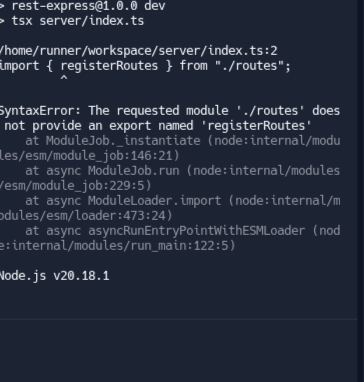 > rest-express@1.0.0 dev
> tsx server/index.ts
/home/runner/workspace/server/index.ts:2
import { registerRoutes } from "./routes";
^
SyntaxError: The requested module './routes' does
not provide an export named 'registerRoutes'
at ModuleJob._instantiate (node:internal/modu
les/esm/module_job:146:21)
at async ModuleJob.run (node:internal/modules
/esm/module_job:229:5)
at async ModuleLoader.import (node:internal/m
odules/esm/loader:473:24)
at async asyncRunEntryPointWithESMLoader (nod
e:internal/modules/run_main:122:5)
Node.js v20.18.1